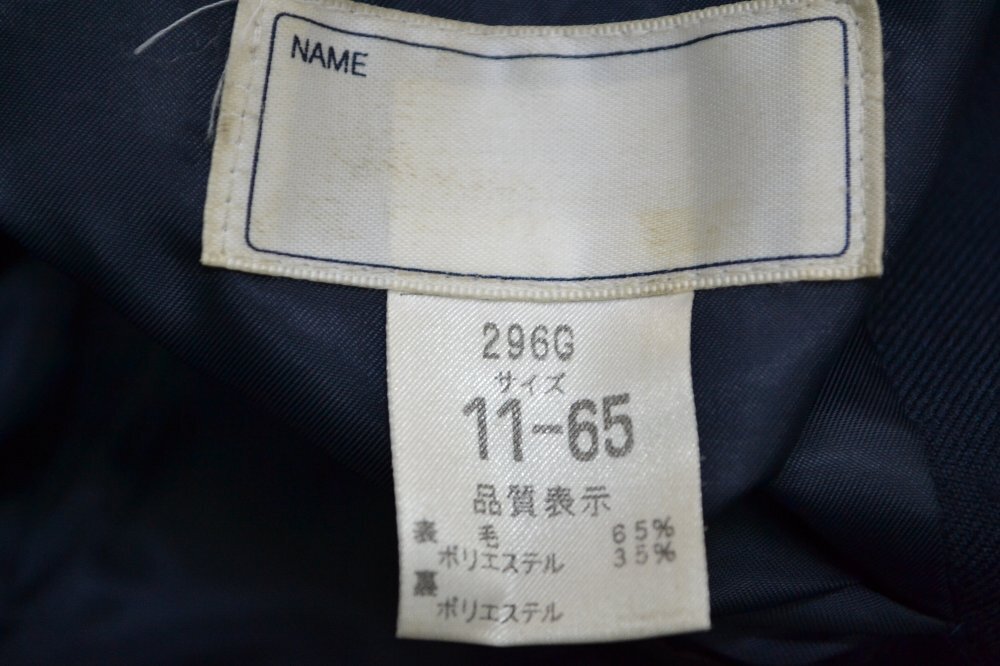 NAME
296G
サイズ
11-65
品質表示
表 毛 65%
ポリエステル 35%
裏
ポリエステル